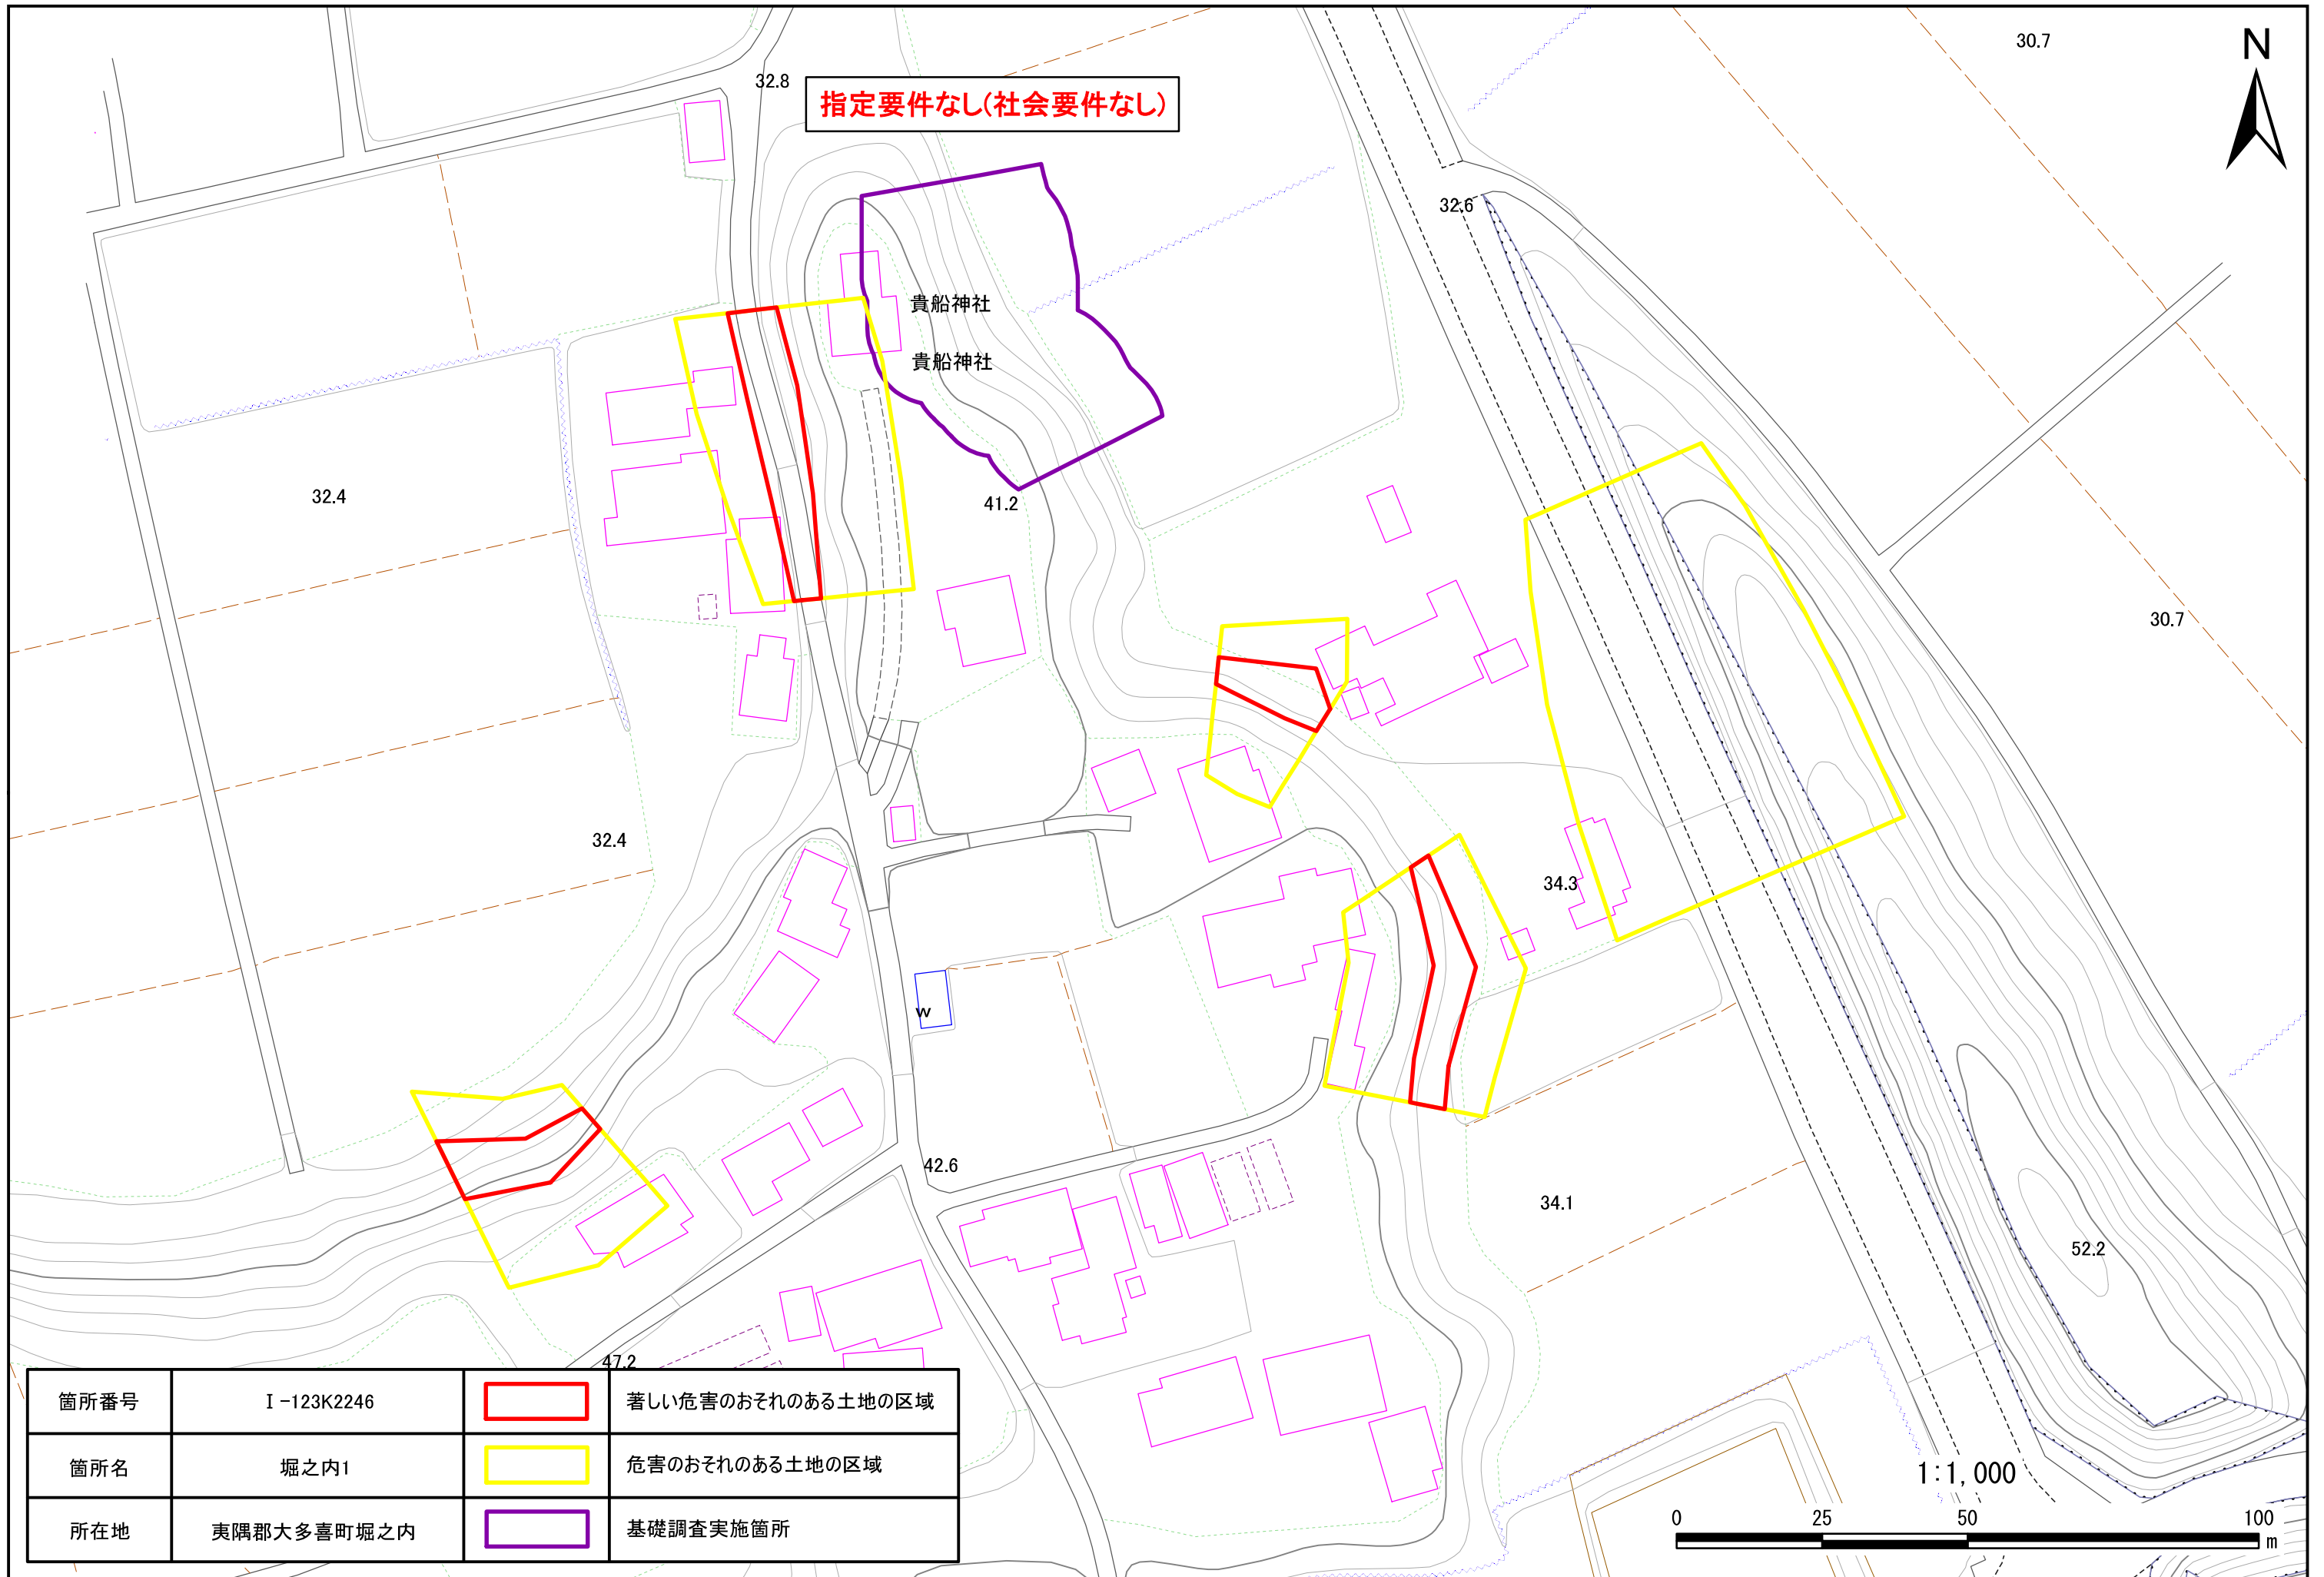 30.7
N
32.8
指定要件なし(社会要件なし)
32.6
貴船神社
貴船神社
32.4
41.2
30.7
32.4
34.3
W
42.6
34.1
52.2
47.2
箇所番号 Ⅰ-123K2246 著しい危害のおそれのある土地の区域
箇所名 堀之内1 危害のおそれのある土地の区域
所在地 夷隅郡大多喜町堀之内 基礎調査実施箇所
1:1,000
0 25 50 100
m